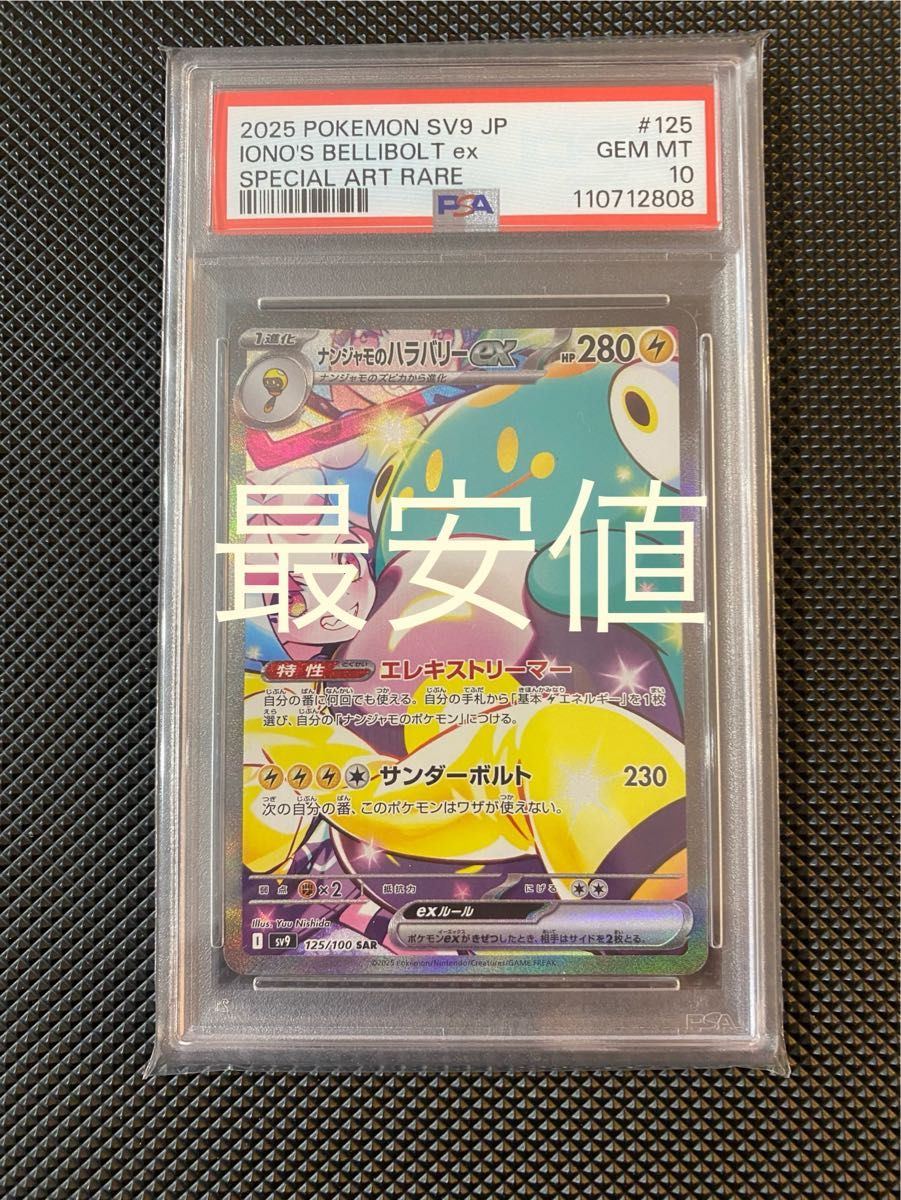 2025 POKEMON SV9 JP #125
IONO'S BELLIBOLT ex GEM MT
SPECIAL ART RARE 10
PSA 110712808
1進化 ナンジャモのハラバリーex HP280
ナンジャモのズピカから進化
最安値
特性 とくせい エレキストリーマー
自分の番に何回でも使える。自分の手札から「基本エネルギー」を1枚
選び、自分の「ナンジャモのポケモン」につける。
サンダーボルト 230
次の自分の番、このポケモンはワザが使えない。
弱点 ×2 抵抗力 にげる
exルール
ポケモンexがきぜつしたとき、相手はサイドを2枚とる。
Illus. Yuu Nishida
I sv9 125/100 SAR
©2025 Pokémon/Nintendo/Creatures/GAME FREAK
PSA